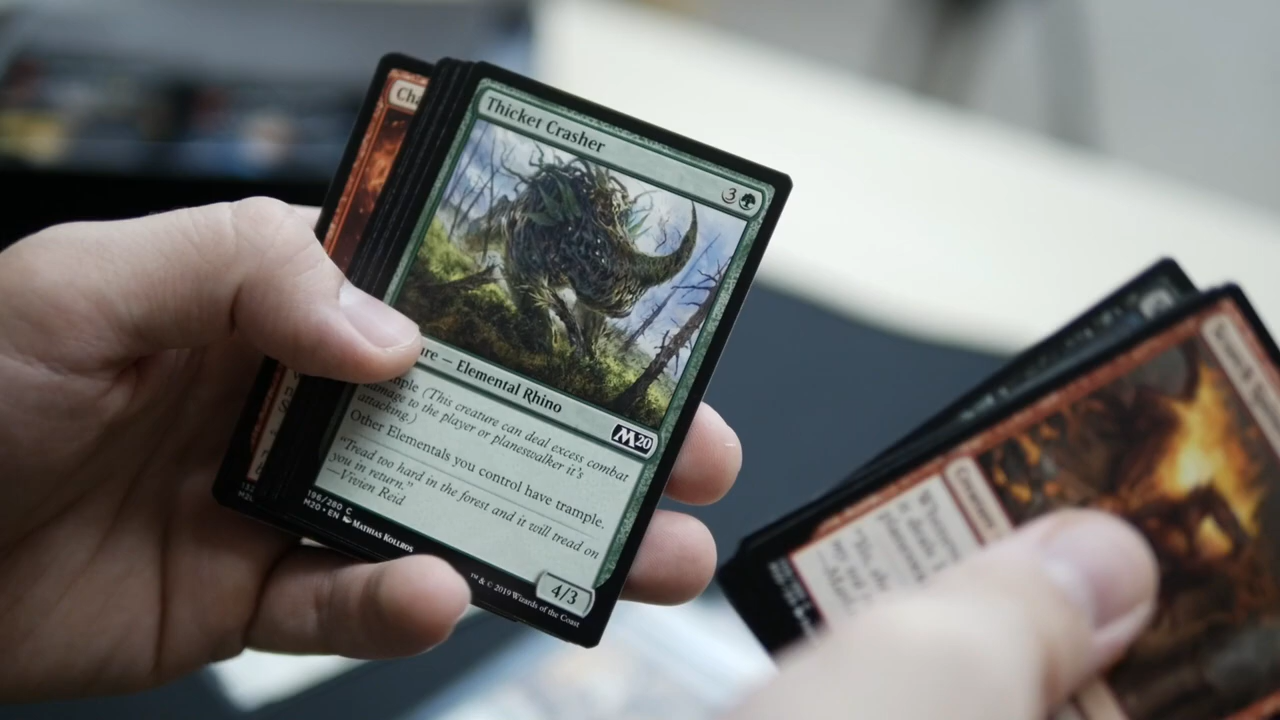 Thicket Crasher
3
Cha
ure — Elemental Rhino
M20
mple (This creature can deal excess combat
damage to the player or planeswalker it's
attacking.)
Other Elementals you control have trample.
"Tread too hard in the forest and it will tread on
you in return."
—Vivien Reid
196/280 C
M20 • EN MATHIAS KOLLROS
™ & © 2019 Wizards of the Coast
4/3
Creature